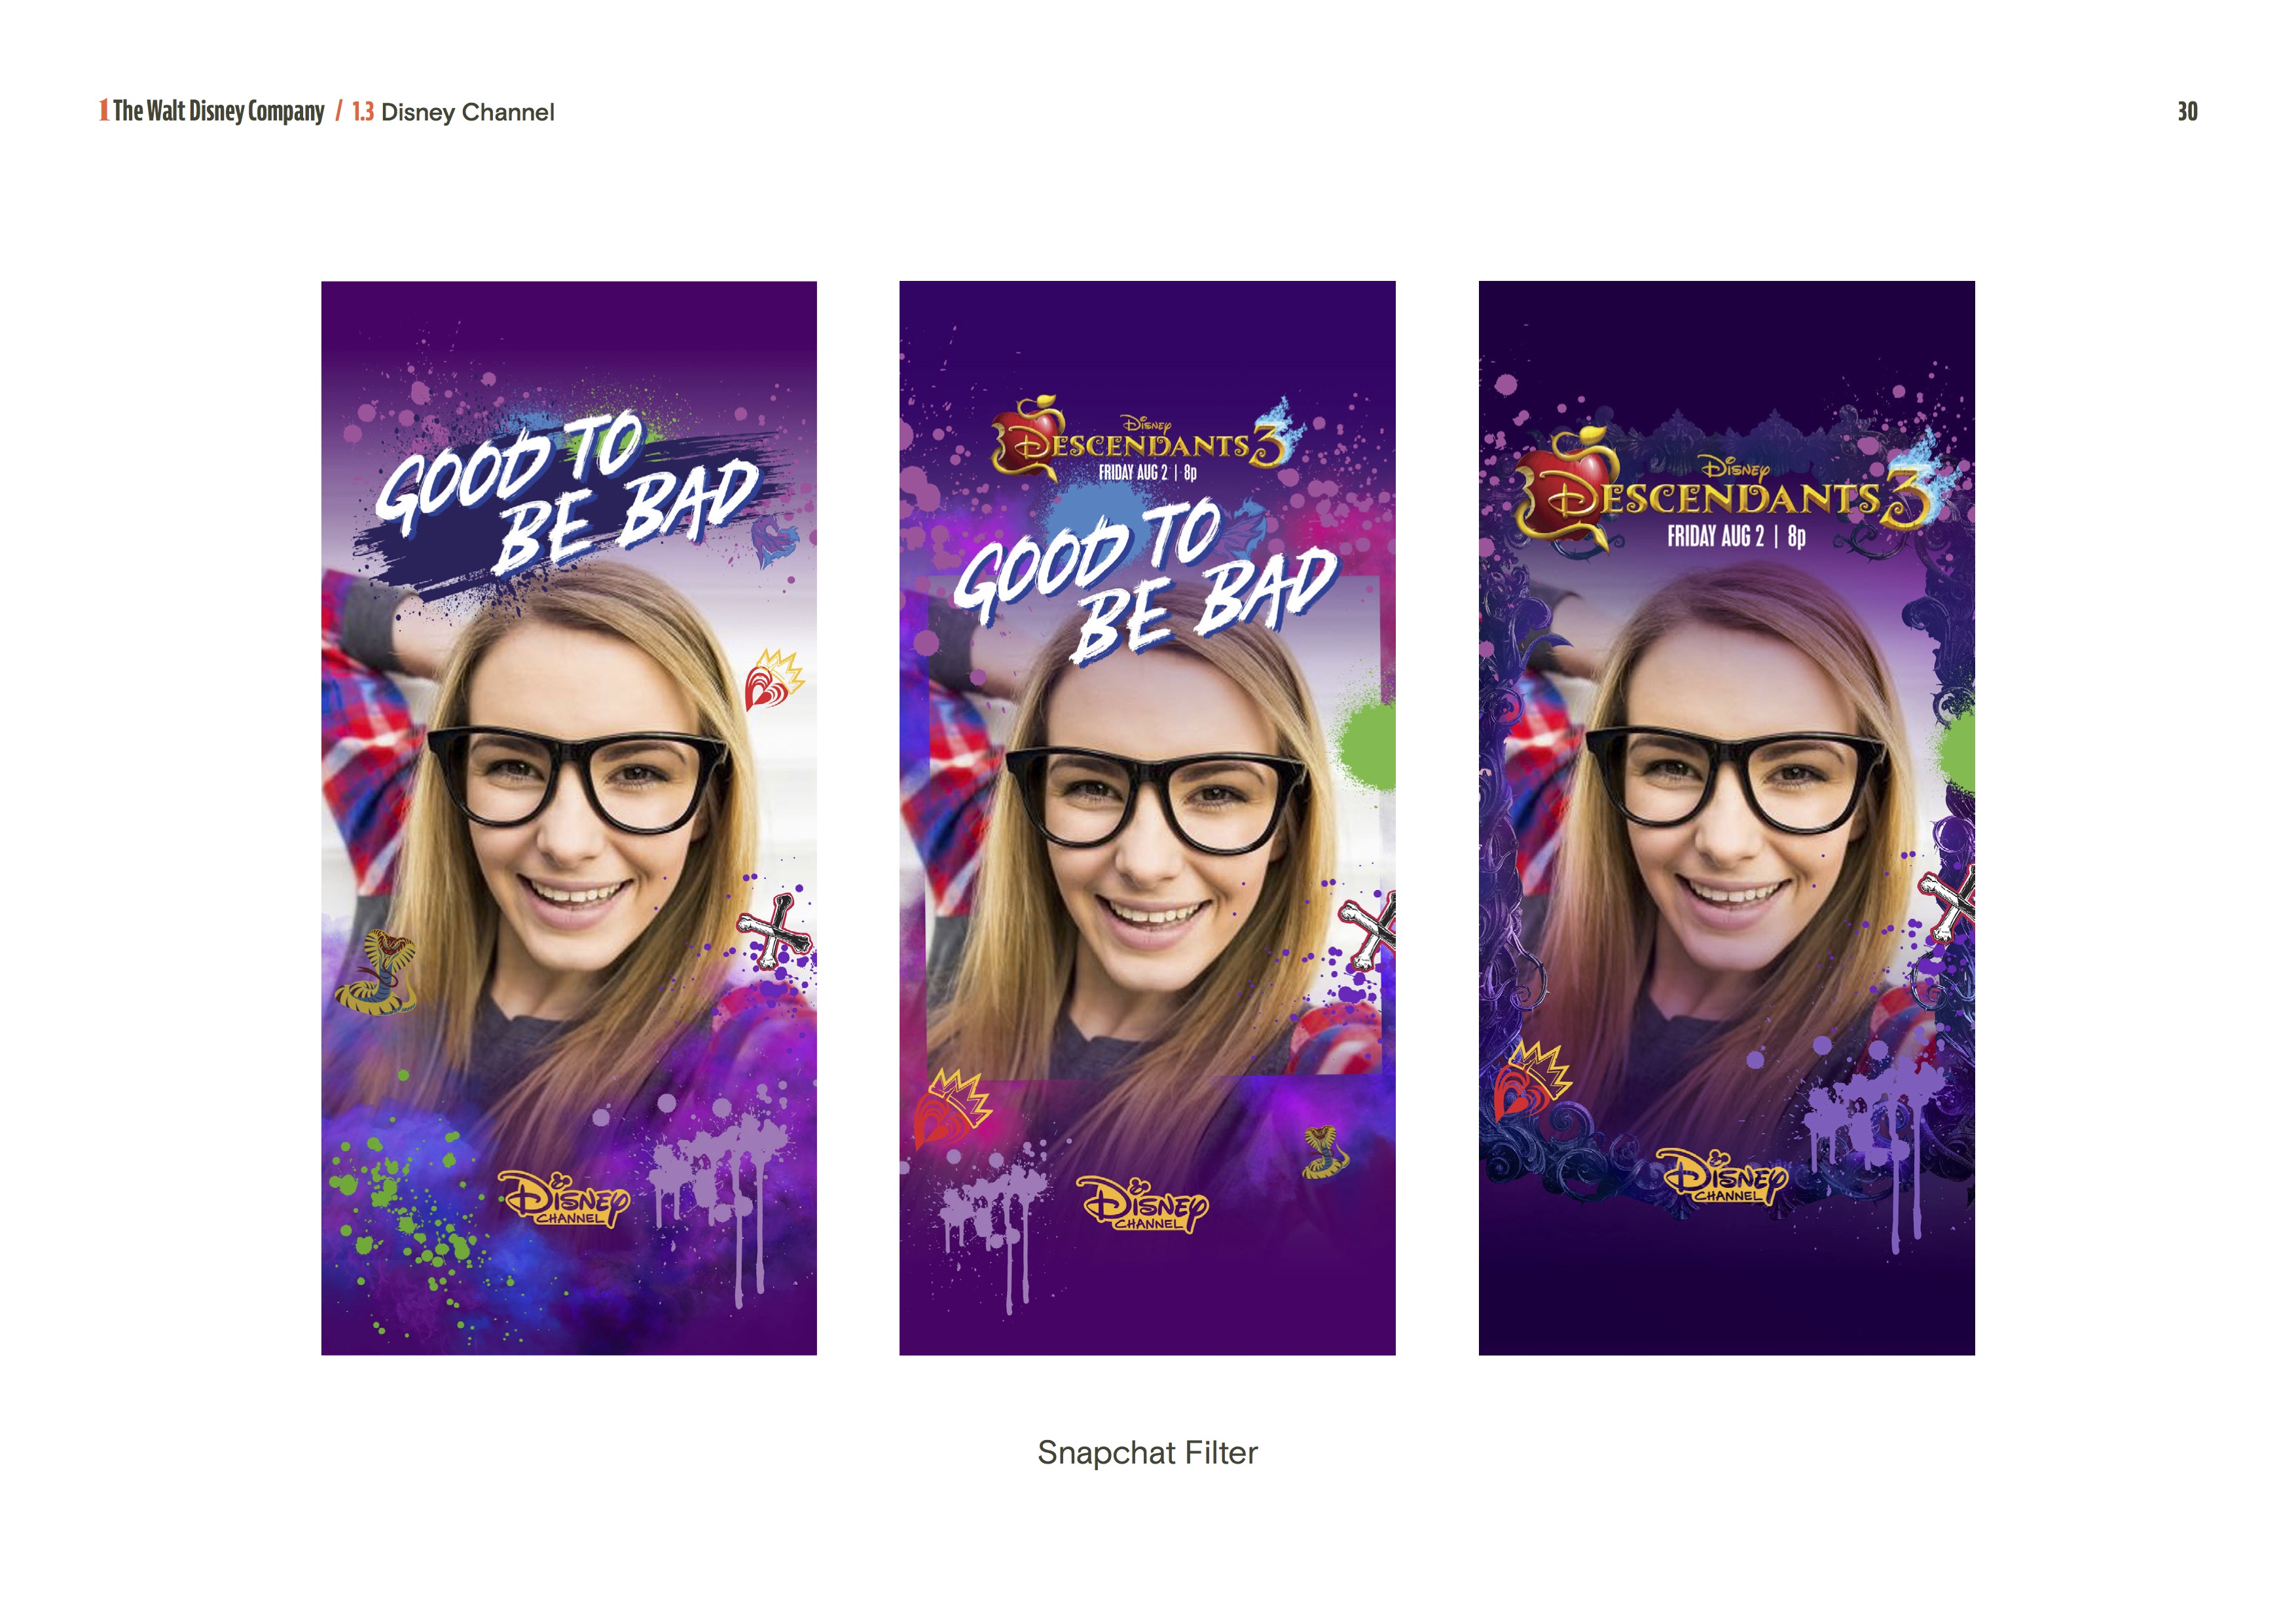 1 The Walt Disney Company / 1.3 Disney Channel
30
GOOD TO
BE BAD
DISNEY
CHANNEL
DISNEY
DESCENDANTS 3
FRIDAY AUG 2 | 8p
GOOD TO
BE BAD
DISNEY
CHANNEL
DISNEY
DESCENDANTS 3
FRIDAY AUG 2 | 8p
DISNEY
CHANNEL
Snapchat Filter